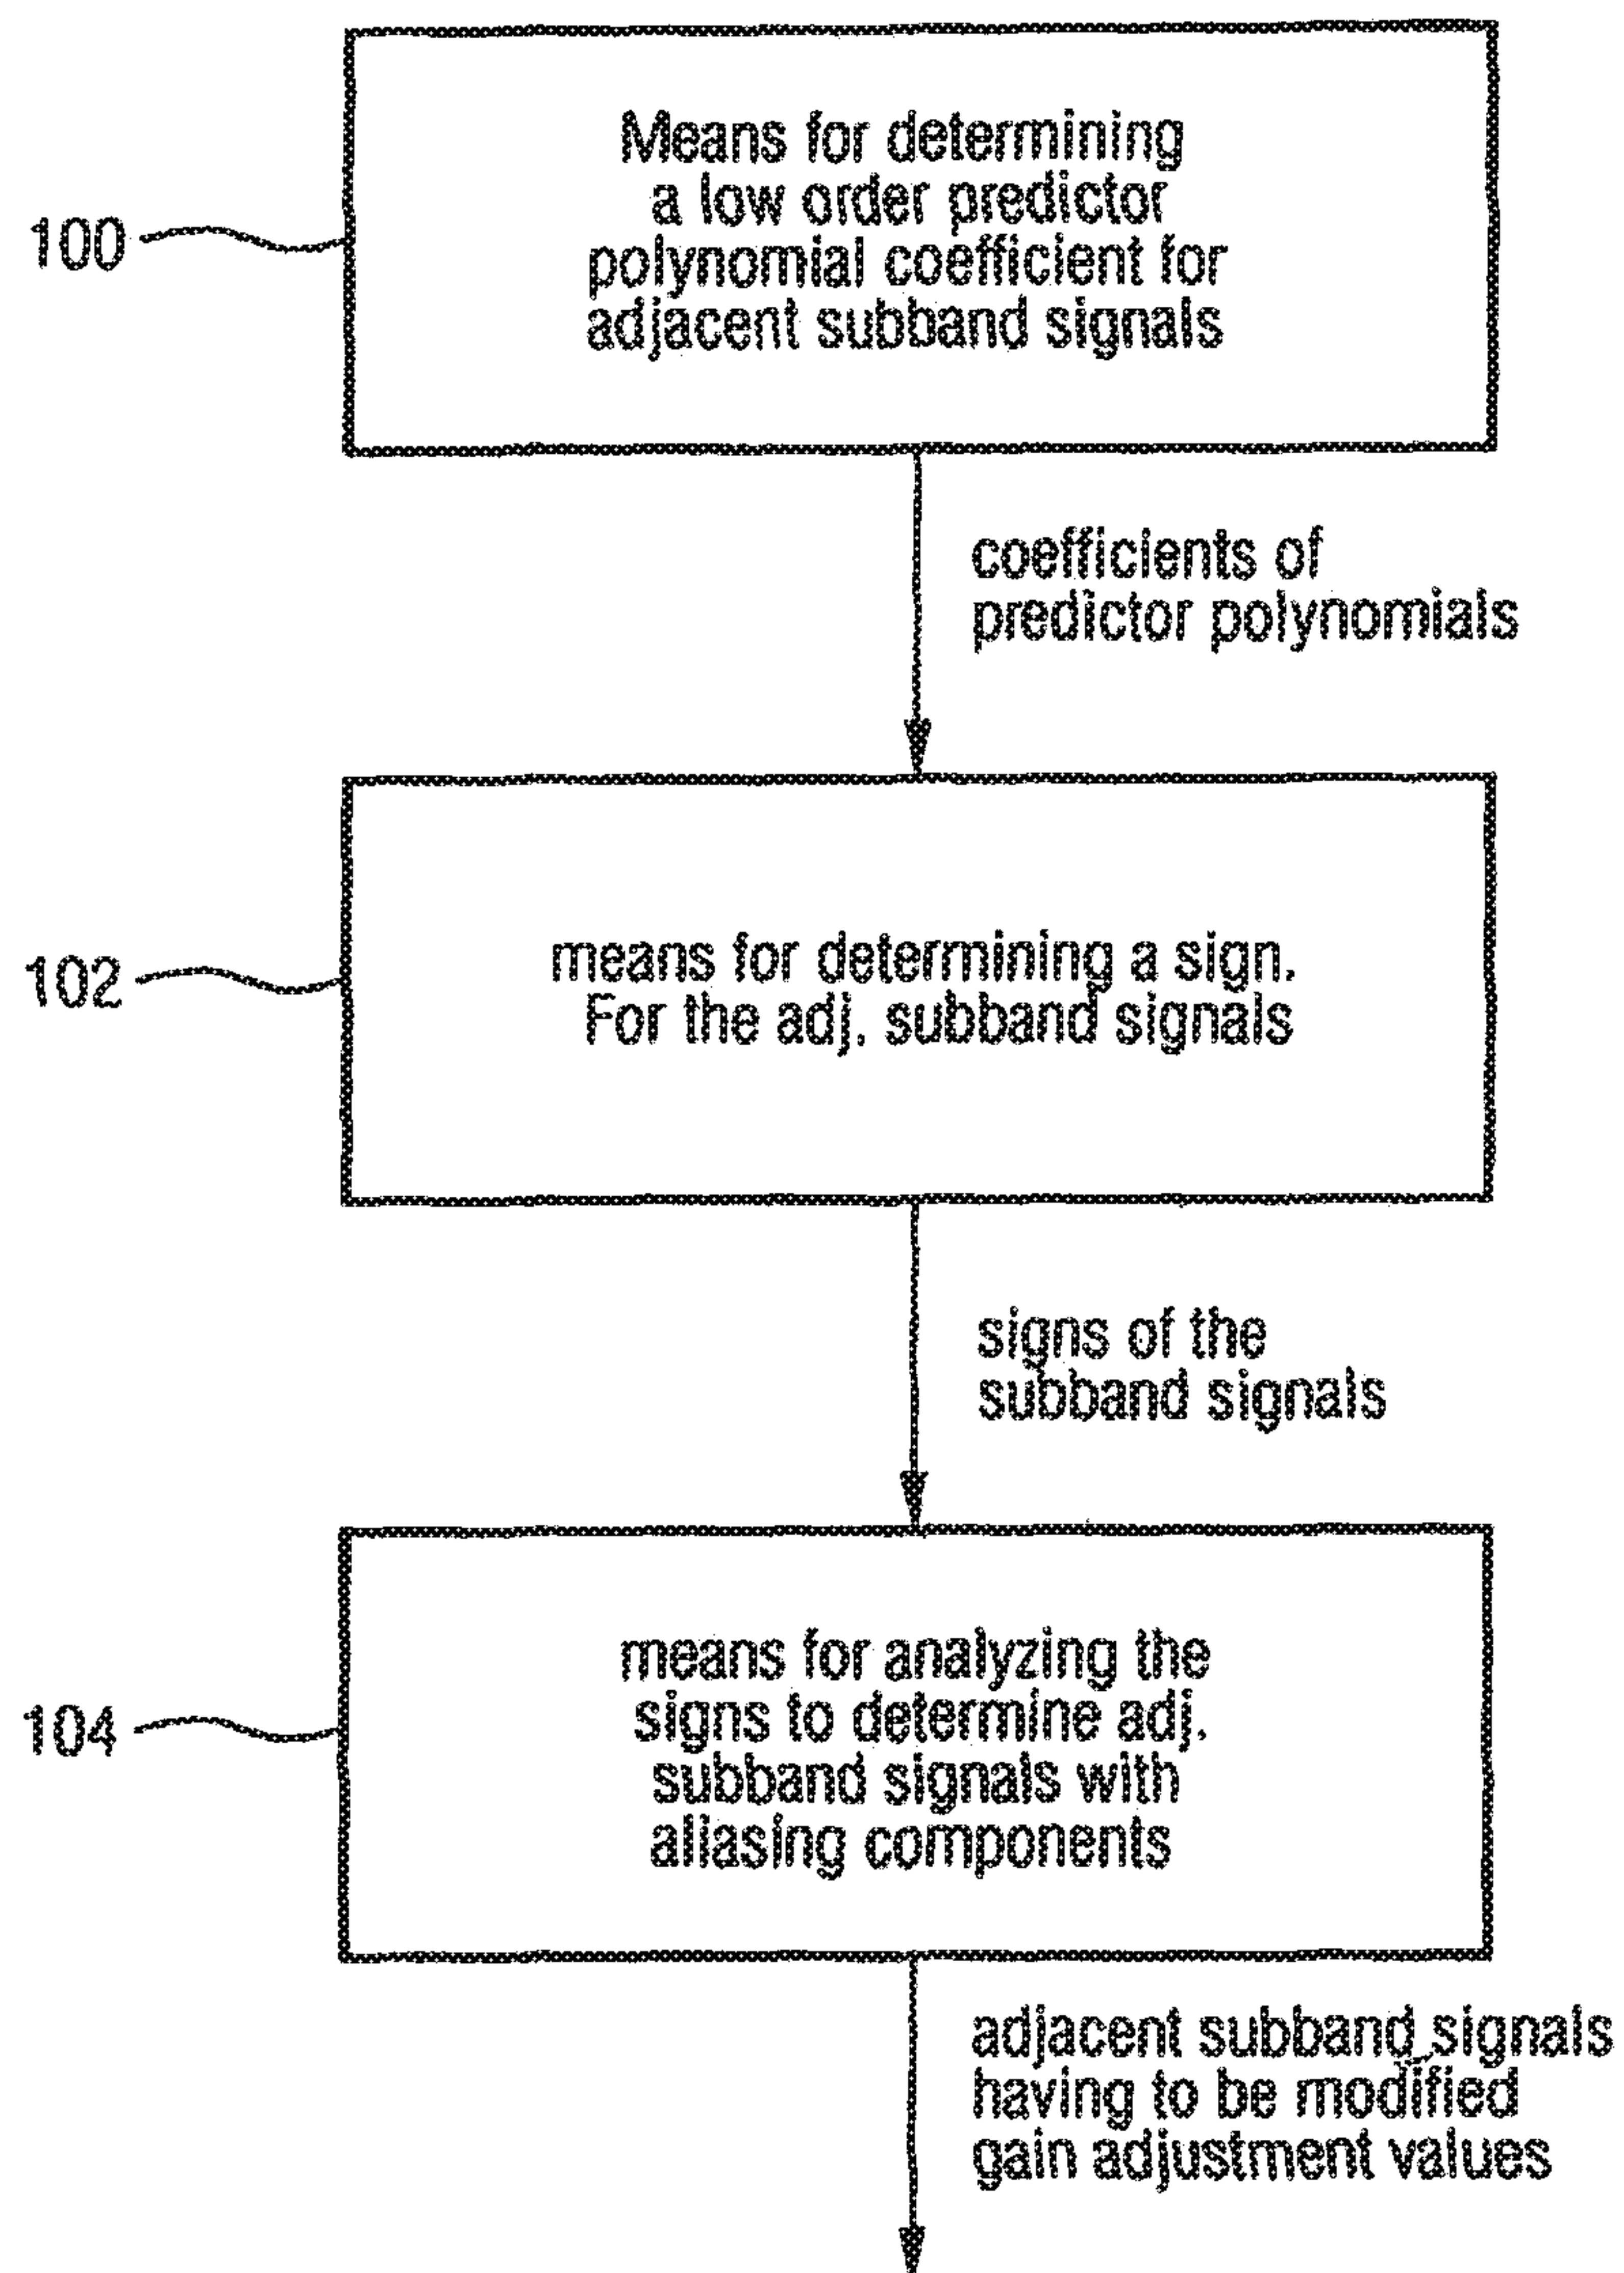 Means for determining
a low order predictor
100
polynomial coefficient for
adjacent subband signals
coefficients of
predictor polynomials
means for determining a sign.
102
For the adj. subband signals
signs of the
subband signals
means for analyzing the
signs to determine adj.
104
subband signals with
aliasing components
adjacent subband signals
having to be modified
gain adjustment values